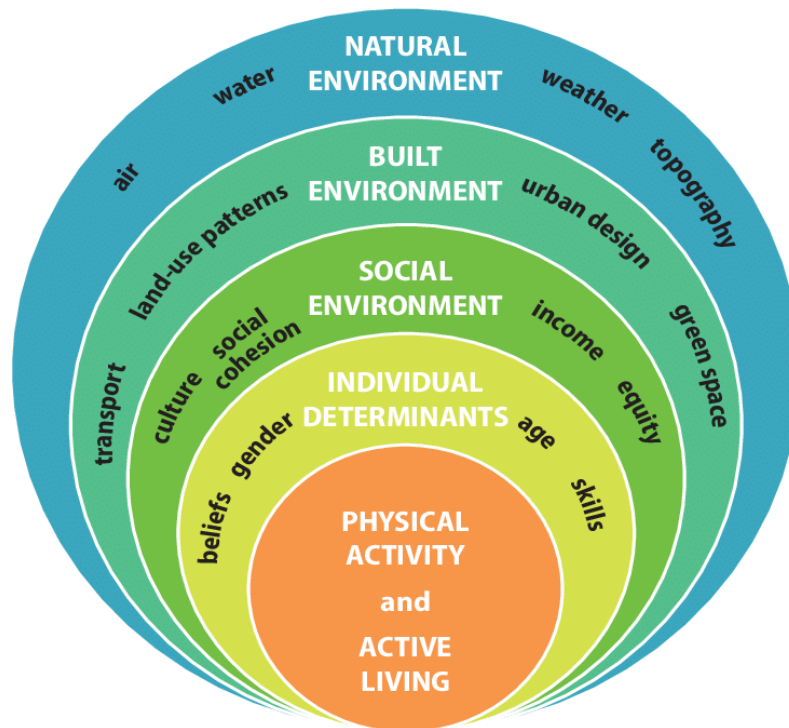 NATURAL
ENVIRONMENT
air
water
weather
topography
BUILT
ENVIRONMENT
transport
land-use patterns
urban design
green space
SOCIAL
ENVIRONMENT
culture
social
cohesion
income
equity
INDIVIDUAL
DETERMINANTS
beliefs
gender
age
skills
PHYSICAL
ACTIVITY
and
ACTIVE
LIVING